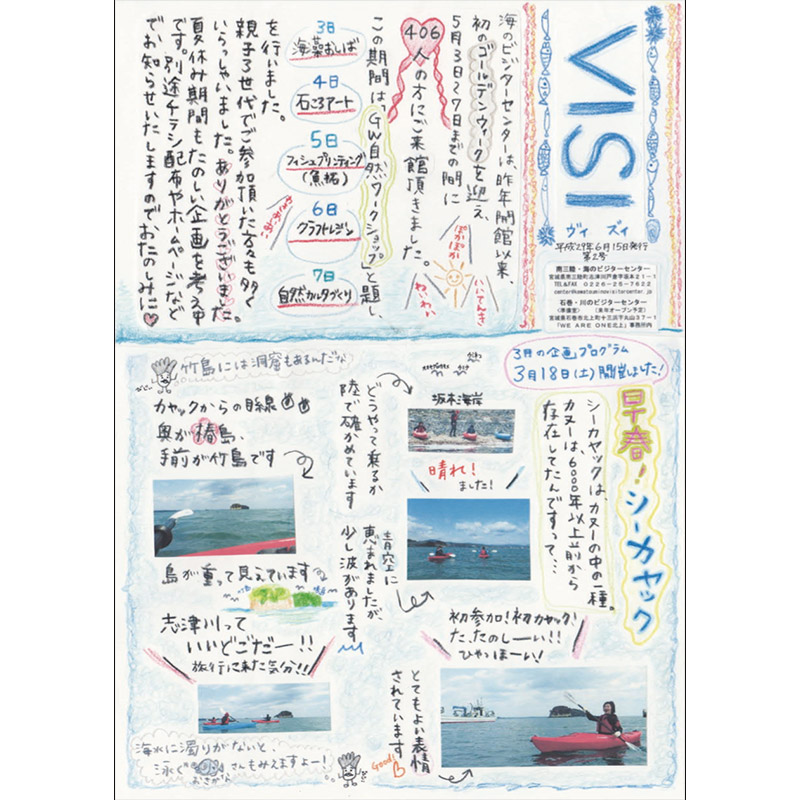 VISI
ヴィズィ
平成29年6月15日発行
第2号
南三陸・海のビジターセンター
宮城県南三陸町志津川戸倉字坂本21-1
TEL&FAX 0226-25-7622
石巻・川のビジターセンター
〈準備室〉 (来年オープン予定)
宮城県石巻市北上町十三浜字丸山37-1
「WE ARE ONE北上」事務所内
海のビジターセンターは、昨年開館以来、
初のゴールデンウィークを迎え、
5月3日~7日までの間に
406人の方にご来館頂きました。
ぽかぽか
いいてんき
わいわい
この期間は、「GW自然ワークショップ」と題し、
3日
海藻おしば
4日
石ころアート
5日
フィッシュプリンティング
(魚拓)
6日
クラフトレジン
7日
自然カルタづくり
を行いました。
親子3世代でご参加頂いた方々も多く
いらっしゃいました。ありがとうございました。
夏休み期間もたのしい企画を考え中
です。別途チラシ配布やホームページなど
でお知らせいたしますのでおたのしみに
3月の企画プログラム
3月18日(土)開催しました!
早春!シーカヤック
シーカヤックは、カヌーの中の一種。
カヌーは、6000年以上前から
存在してたんですって…
坂本海岸
どうやって乗るか
陸で確かめています
晴れ!
ました!
青空に
恵まれましたが、
少し波があります
初参加!初カヤック!
た、たのしーい!!
ひゃっほーい!
とてもよい表情
されています
Good!
竹島には洞窟もあるんだな
カヤックからの目線
奥が椿島、
手前が竹島です
島が重って見えています
志津川って
いいどごだー!!
旅行に来た気分!!
海水に濁りがないと、
泳ぐおさかなさんもみえますよー!